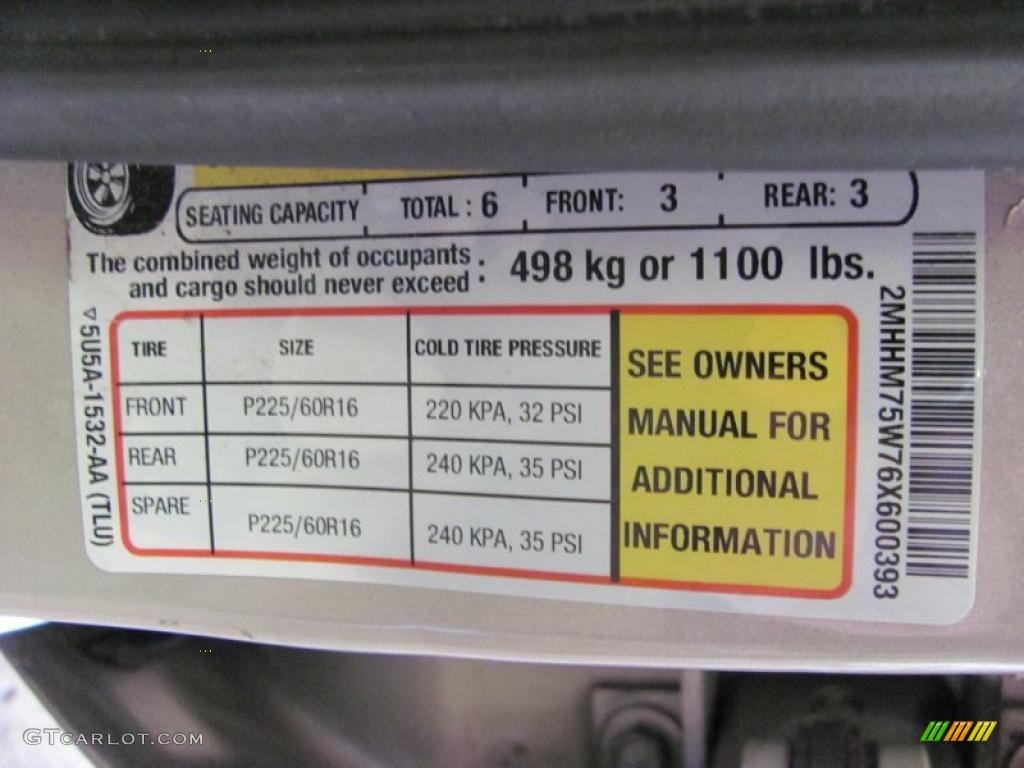 SEATING CAPACITY TOTAL : 6 FRONT: 3 REAR: 3
The combined weight of occupants
and cargo should never exceed : 498 kg or 1100 lbs.
TIRE SIZE COLD TIRE PRESSURE
FRONT P225/60R16 220 KPA, 32 PSI
REAR P225/60R16 240 KPA, 35 PSI
SPARE P225/60R16 240 KPA, 35 PSI
SEE OWNERS
MANUAL FOR
ADDITIONAL
INFORMATION
5U5A-1532-AA (TLU)
2MHHM75W76X600393
GTCARLOT.COM